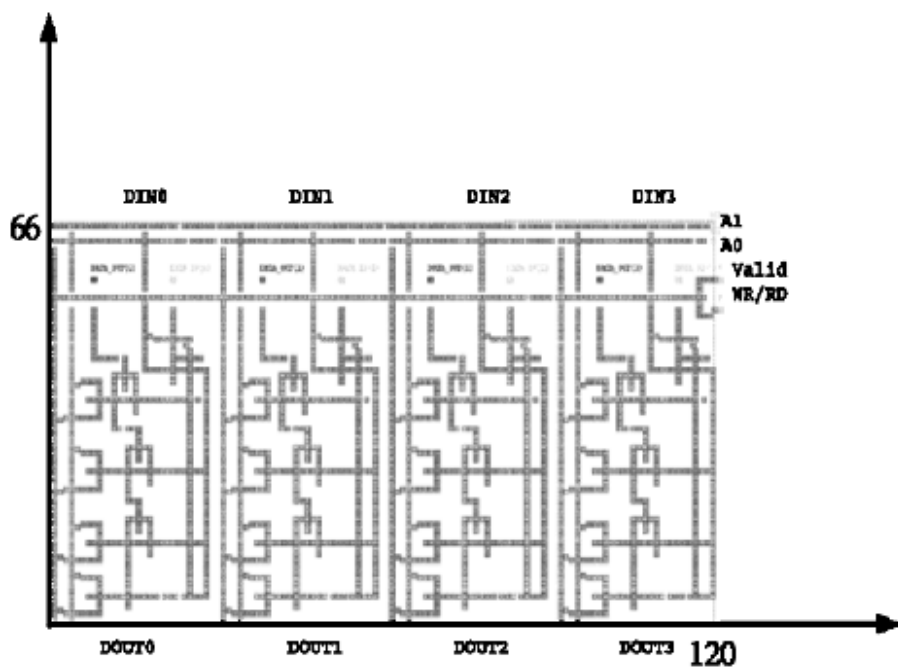 DIN0 DIN1 DIN2 DIN3
66
A1
A0
Valid
WR/RD
DOUT0 DOUT1 DOUT2 DOUT3 120